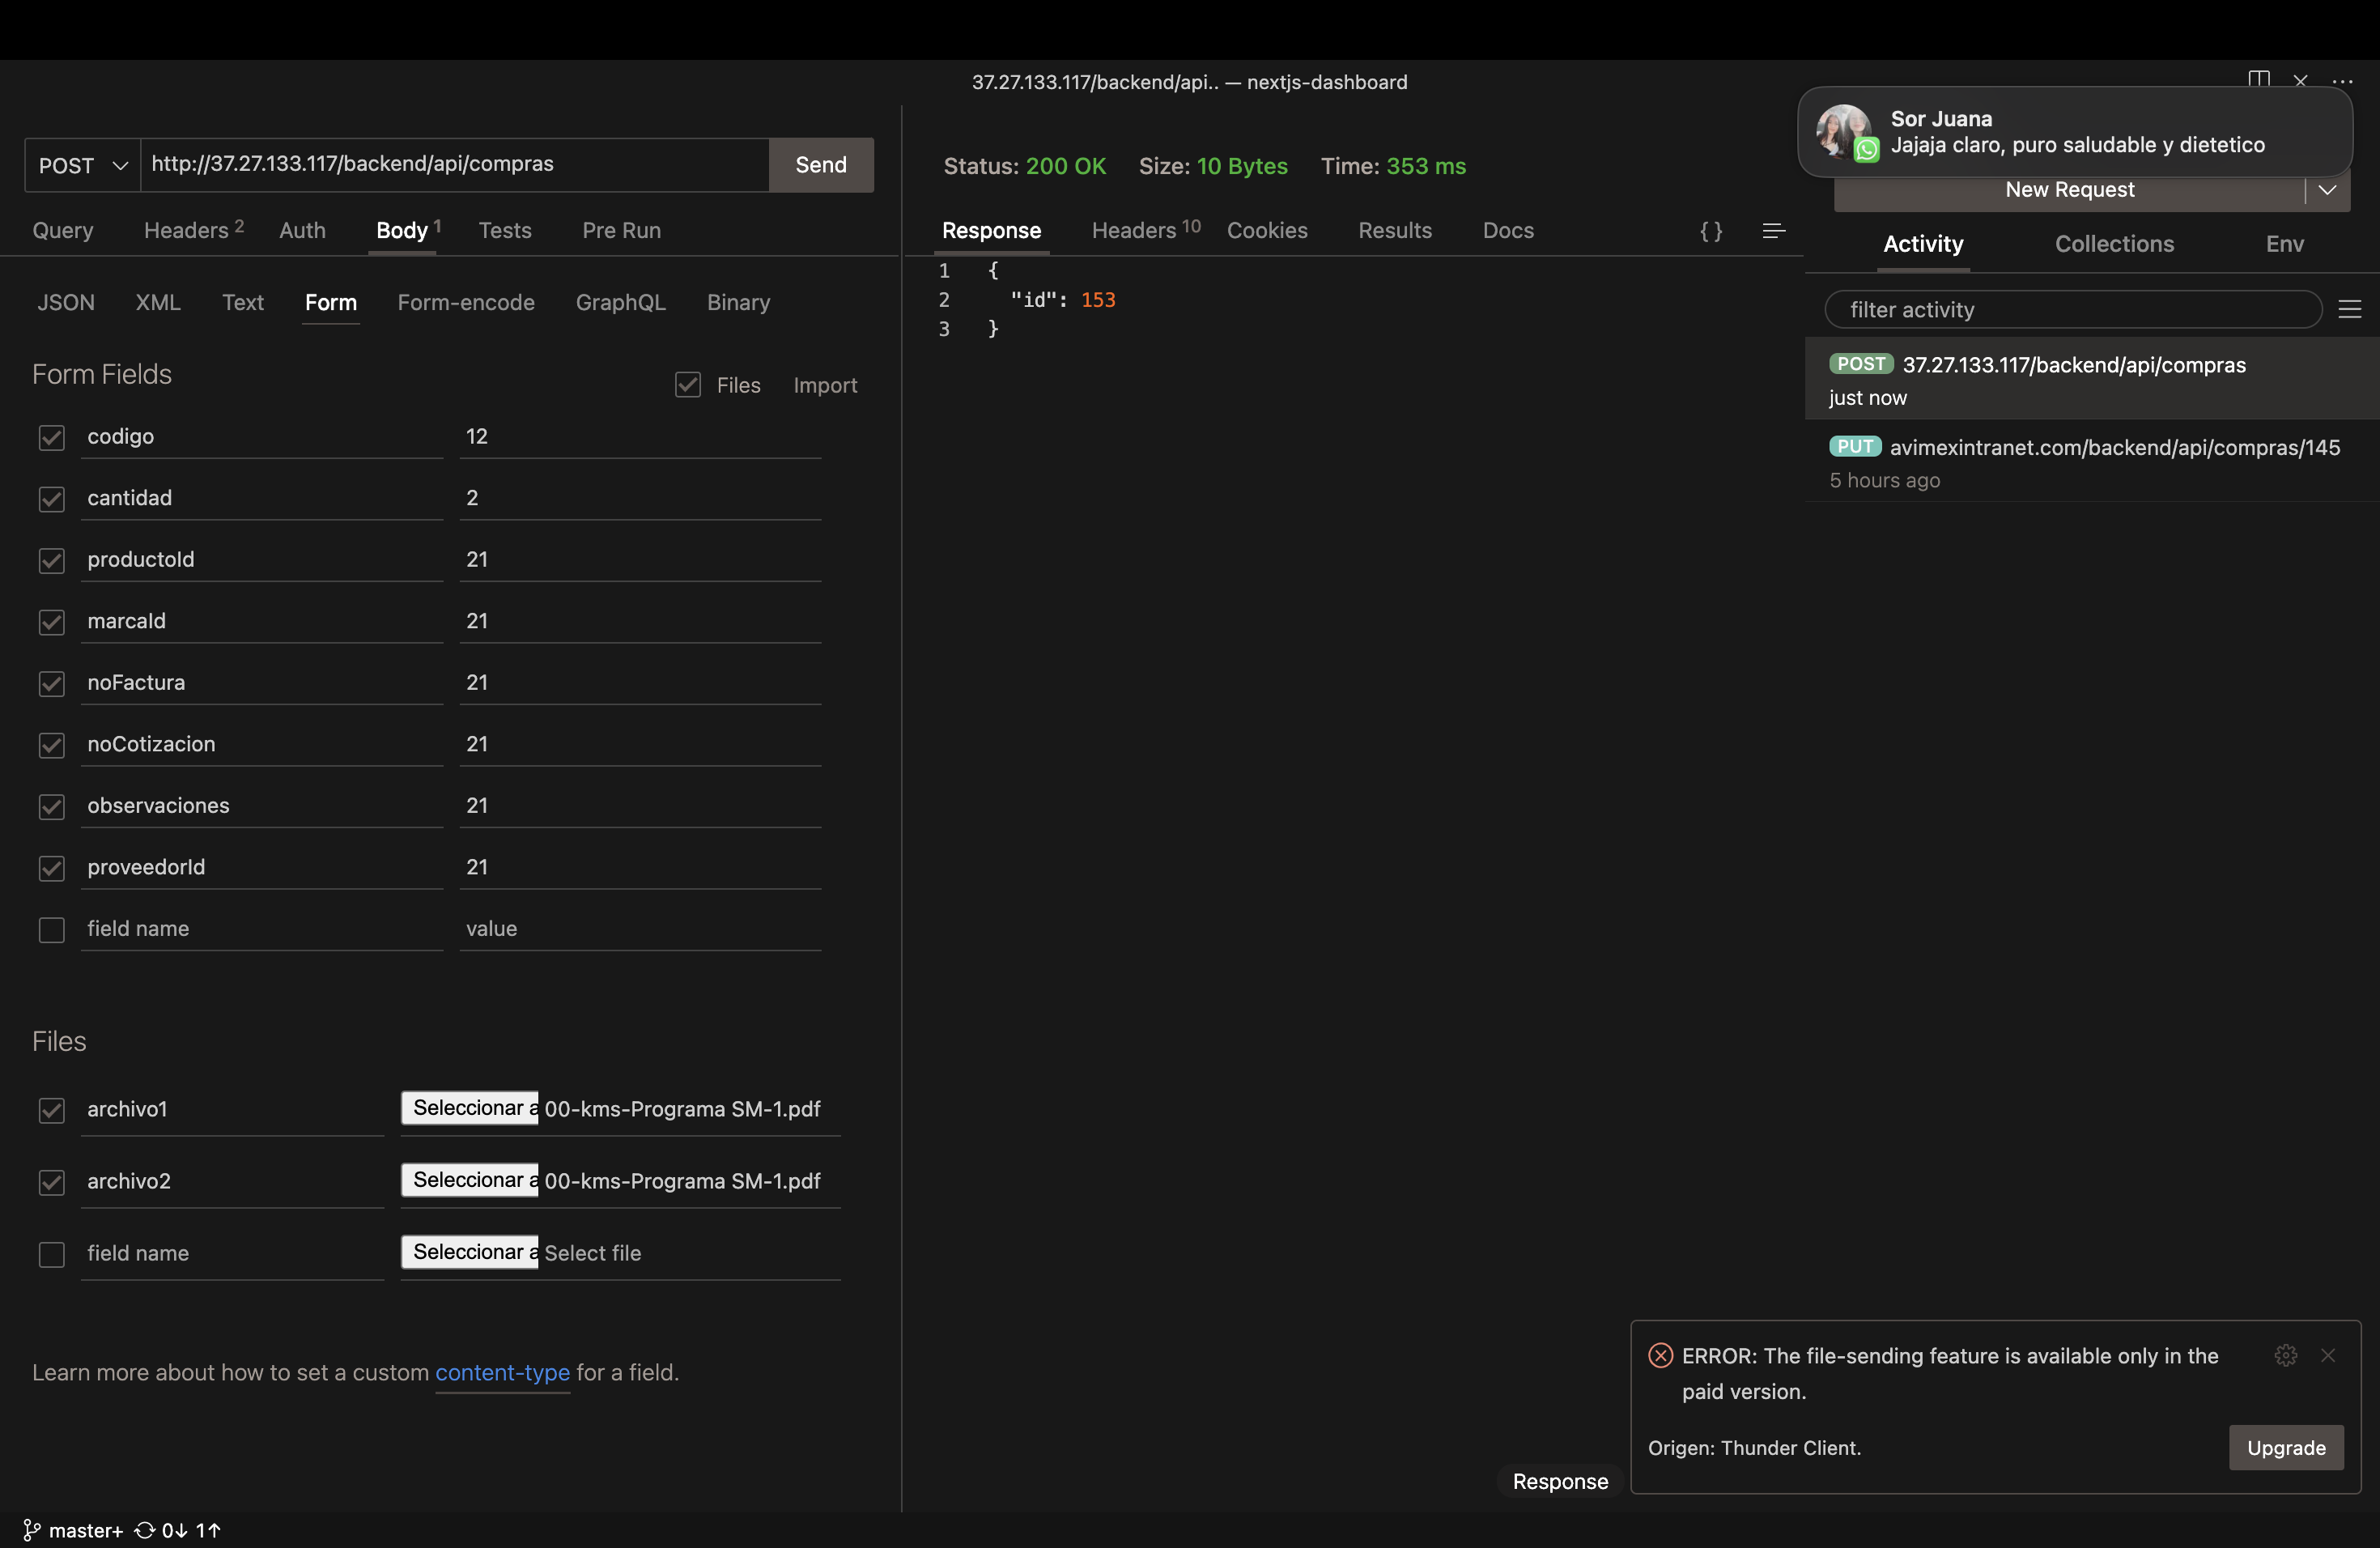 37.27.133.117/backend/api.. — nextjs-dashboard
Sor Juana
Jajaja claro, puro saludable y dietetico
POST
http://37.27.133.117/backend/api/compras
Send
Query
Headers 2
Auth
Body 1
Tests
Pre Run
JSON
XML
Text
Form
Form-encode
GraphQL
Binary
Form Fields
Files
Import
codigo 12
cantidad 2
productoId 21
marcaId 21
noFactura 21
noCotizacion 21
observaciones 21
proveedorId 21
field name value
Files
archivo1 Seleccionar a 00-kms-Programa SM-1.pdf
archivo2 Seleccionar a 00-kms-Programa SM-1.pdf
field name Seleccionar a Select file
Learn more about how to set a custom content-type for a field.
Status: 200 OK Size: 10 Bytes Time: 353 ms
Response
Headers 10
Cookies
Results
Docs
{ }
1 {
2 "id": 153
3 }
New Request
Activity
Collections
Env
filter activity
POST 37.27.133.117/backend/api/compras
just now
PUT avimexintranet.com/backend/api/compras/145
5 hours ago
ERROR: The file-sending feature is available only in the
paid version.
Origen: Thunder Client.
Upgrade
Response
master+ 0↓ 1↑